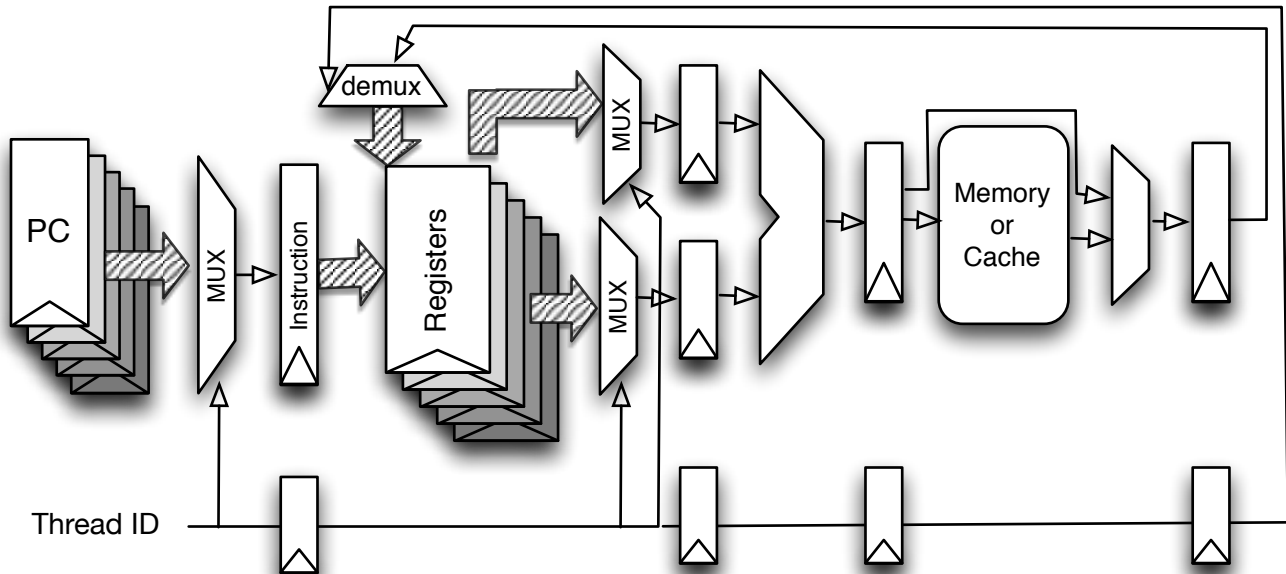 demux
MUX
PC
MUX
Instruction
Registers
MUX
Memory
or
Cache
Thread ID